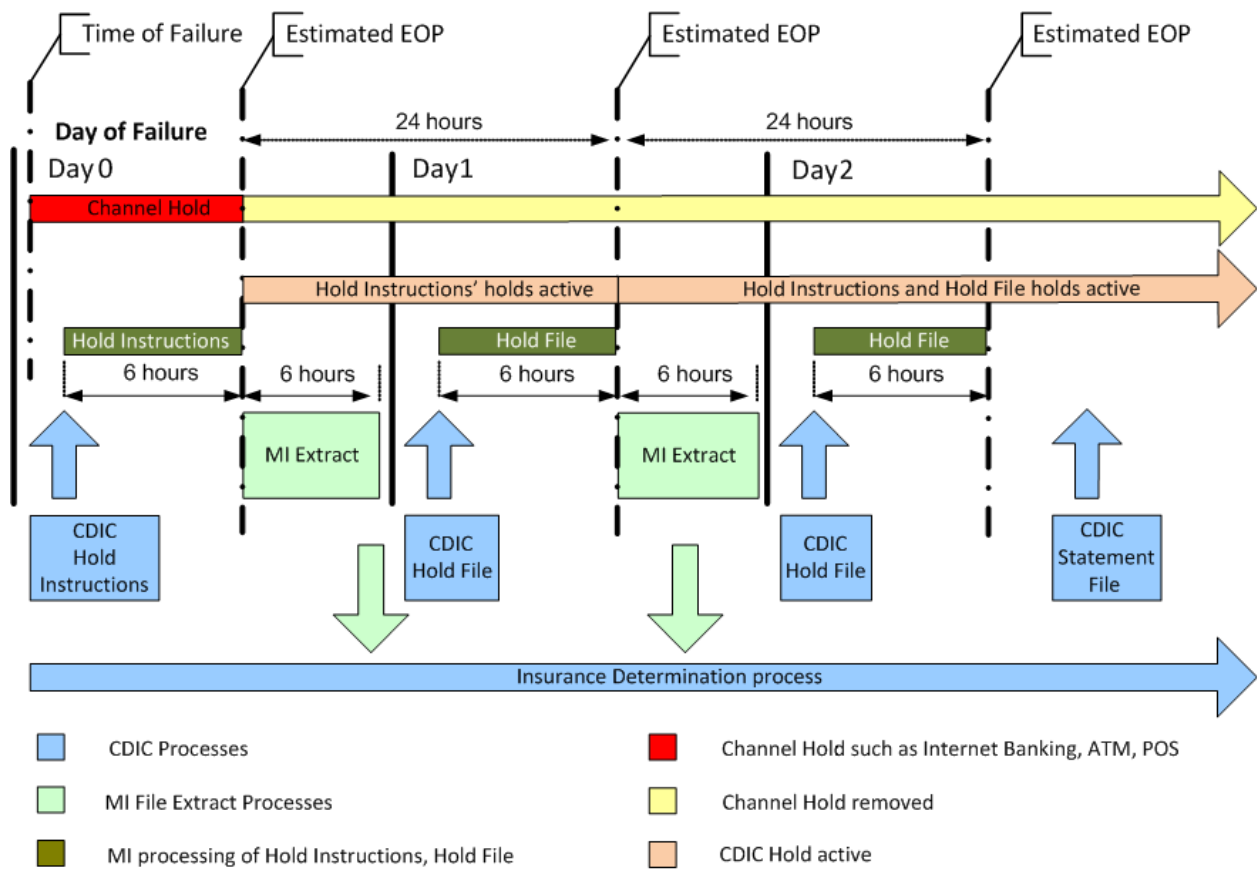 Time of Failure
Estimated EOP
Estimated EOP
Estimated EOP
Day of Failure
24 hours
24 hours
Day 0
Day1
Day2
Channel Hold
Hold Instructions' holds active
Hold Instructions and Hold File holds active
Hold Instructions
Hold File
Hold File
6 hours
6 hours
6 hours
6 hours
6 hours
MI Extract
MI Extract
CDIC
Hold
Instructions
CDIC
Hold File
CDIC
Hold File
CDIC
Statement
File
Insurance Determination process
CDIC Processes
Channel Hold such as Internet Banking, ATM, POS
MI File Extract Processes
Channel Hold removed
MI processing of Hold Instructions, Hold File
CDIC Hold active